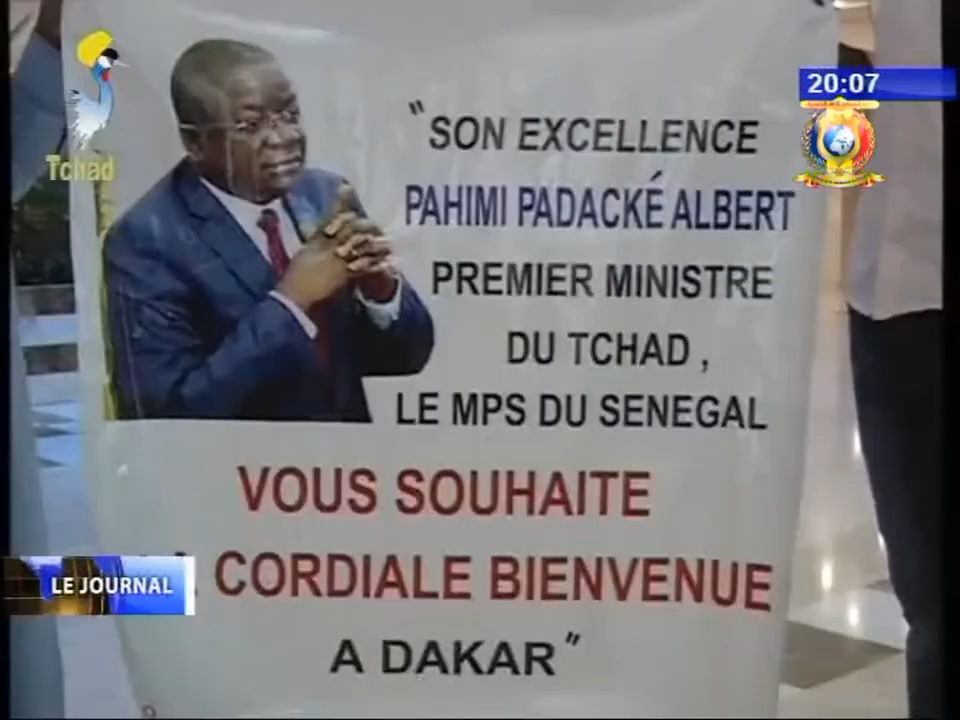 Tchad
20:07
"SON EXCELLENCE
PAHIMI PADACKÉ ALBERT
PREMIER MINISTRE
DU TCHAD ,
LE MPS DU SENEGAL
VOUS SOUHAITE
CORDIALE BIENVENUE
LE JOURNAL
A DAKAR"